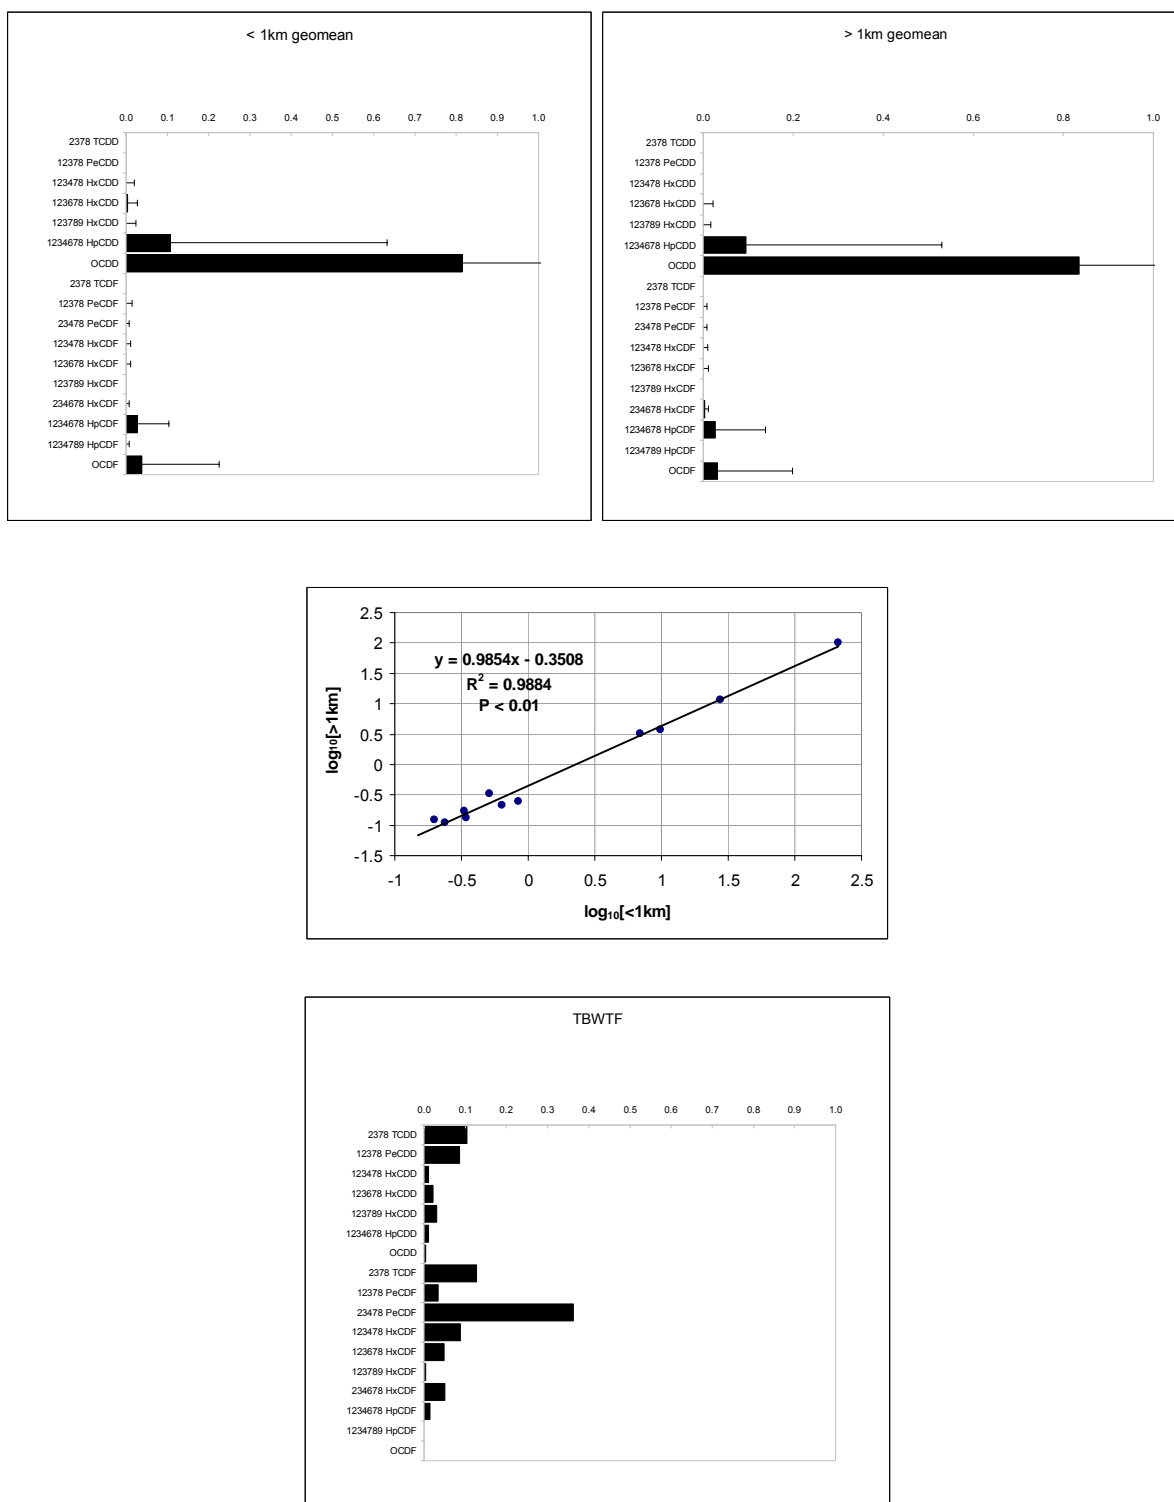 < 1km geomean
0.0 0.1 0.2 0.3 0.4 0.5 0.6 0.7 0.8 0.9 1.0
2378 TCDD
12378 PeCDD
123478 HxCDD
123678 HxCDD
123789 HxCDD
1234678 HpCDD
OCDD
2378 TCDF
12378 PeCDF
23478 PeCDF
123478 HxCDF
123678 HxCDF
123789 HxCDF
234678 HxCDF
1234678 HpCDF
1234789 HpCDF
OCDF
> 1km geomean
0.0 0.2 0.4 0.6 0.8 1.0
2378 TCDD
12378 PeCDD
123478 HxCDD
123678 HxCDD
123789 HxCDD
1234678 HpCDD
OCDD
2378 TCDF
12378 PeCDF
23478 PeCDF
123478 HxCDF
123678 HxCDF
123789 HxCDF
234678 HxCDF
1234678 HpCDF
1234789 HpCDF
OCDF
2.5
2
1.5
1
0.5
0
-0.5
-1
-1.5
log₁₀[>1km]
y = 0.9854x - 0.3508
R² = 0.9884
P < 0.01
-1 -0.5 0 0.5 1 1.5 2 2.5
log₁₀[<1km]
TBWTF
0.0 0.1 0.2 0.3 0.4 0.5 0.6 0.7 0.8 0.9 1.0
2378 TCDD
12378 PeCDD
123478 HxCDD
123678 HxCDD
123789 HxCDD
1234678 HpCDD
OCDD
2378 TCDF
12378 PeCDF
23478 PeCDF
123478 HxCDF
123678 HxCDF
123789 HxCDF
234678 HxCDF
1234678 HpCDF
1234789 HpCDF
OCDF